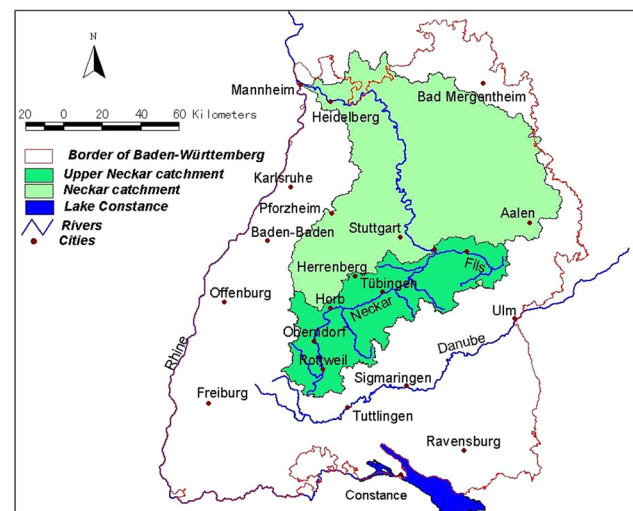 N
Mannheim
Bad Mergentheim
20 0 20 40 60 Kilometers
Heidelberg
Border of Baden-Württemberg
Upper Neckar catchment
Karlsruhe
Neckar catchment
Lake Constance
Pforzheim
Rivers
Aalen
Stuttgart
Baden-Baden
Cities
Fils
Herrenberg
Tübingen
Offenburg
Horb
Neckar
Ulm
Oberndorf
Danube
Rhine
Rottweil
Sigmaringen
Freiburg
Tuttlingen
Ravensburg
Constance